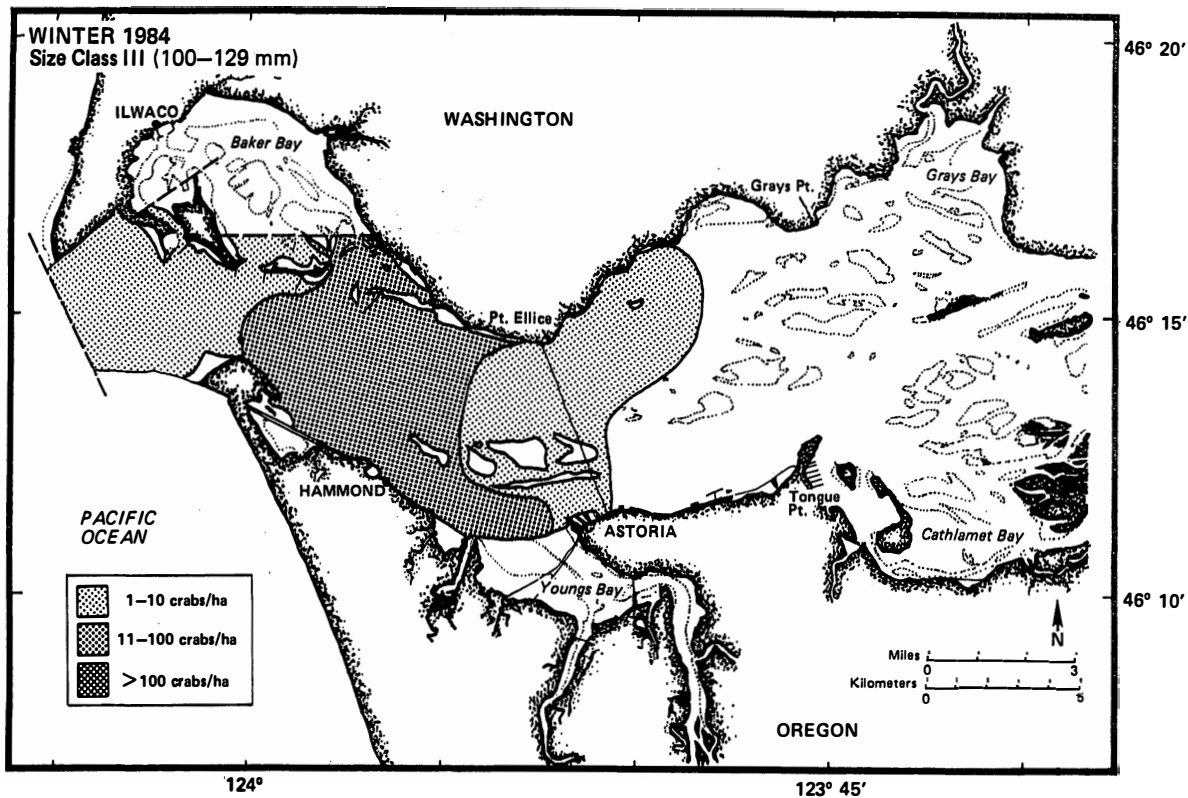 WINTER 1984
Size Class III (100–129 mm)
46° 20'
ILWACO
WASHINGTON
Baker Bay
Grays Pt.
Grays Bay
Pt. Ellice
46° 15'
HAMMOND
PACIFIC
OCEAN
ASTORIA
Tongue
Pt.
Cathlamet Bay
Youngs Bay
1–10 crabs/ha
11–100 crabs/ha
>100 crabs/ha
46° 10'
N
Miles
0 3
Kilometers
0 5
OREGON
124°
123° 45'